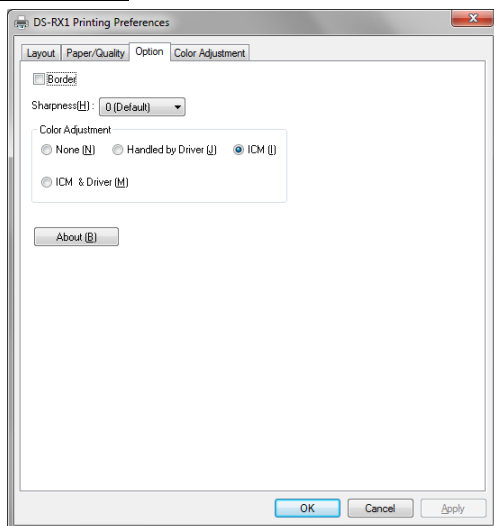 DS-RX1 Printing Preferences
Layout Paper/Quality Option Color Adjustment
Border
Sharpness(H) : 0 (Default)
Color Adjustment
None (N) Handled by Driver (J) ICM (I)
ICM & Driver (M)
About (B)
OK Cancel Apply